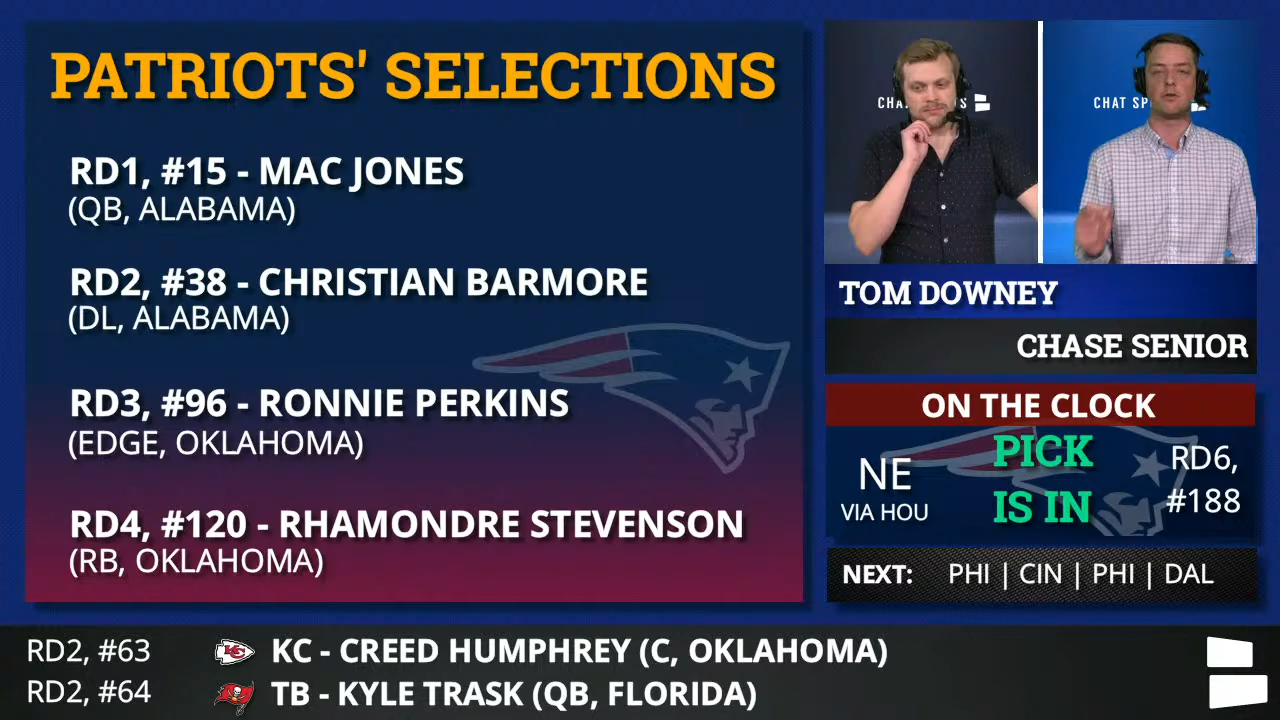 PATRIOTS' SELECTIONS
RD1, #15 - MAC JONES
(QB, ALABAMA)
RD2, #38 - CHRISTIAN BARMORE
(DL, ALABAMA)
RD3, #96 - RONNIE PERKINS
(EDGE, OKLAHOMA)
RD4, #120 - RHAMONDRE STEVENSON
(RB, OKLAHOMA)
CHAT SP
TOM DOWNEY
CHASE SENIOR
ON THE CLOCK
NE
VIA HOU
PICK
IS IN
RD6,
#188
NEXT: PHI | CIN | PHI | DAL
RD2, #63 KC - CREED HUMPHREY (C, OKLAHOMA)
RD2, #64 TB - KYLE TRASK (QB, FLORIDA)